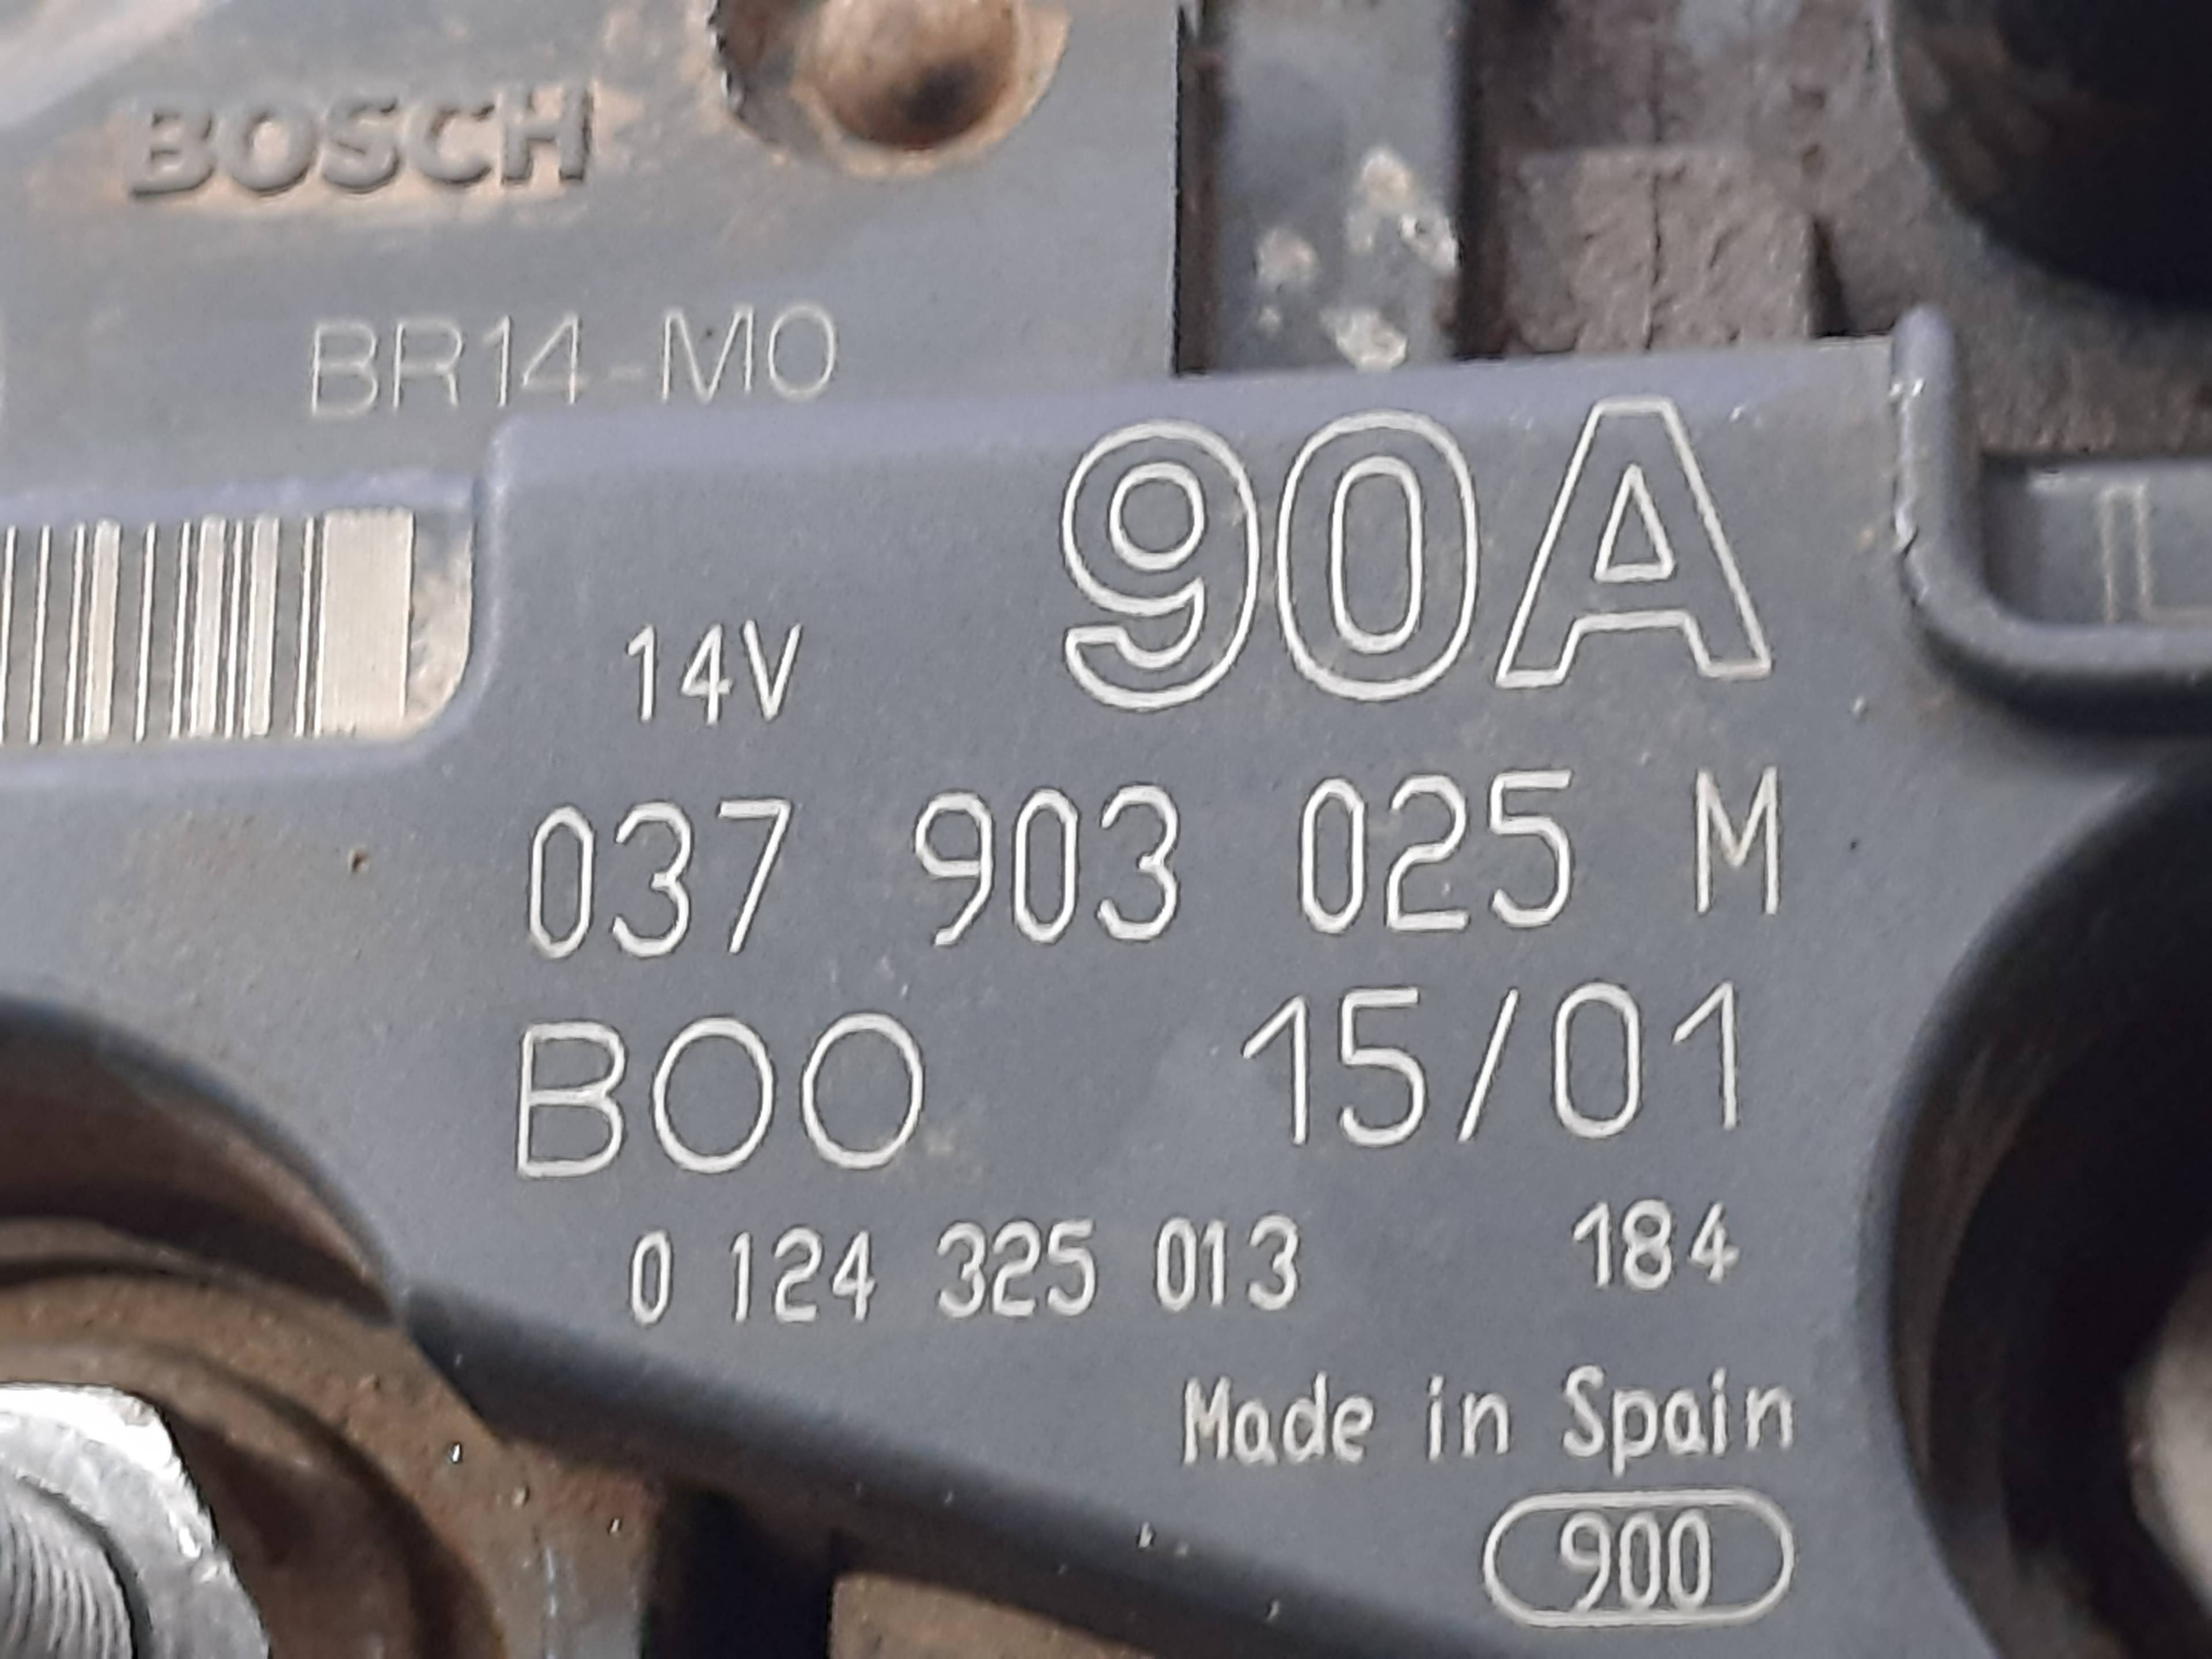 BOSCH
BR14-M0
14V 90A
037 903 025 M
BOO 15/01
0 124 325 013 184
Made in Spain
900